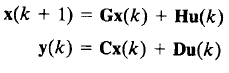 x(k + 1) = Gx(k) + Hu(k)
y(k) = Cx(k) + Du(k)